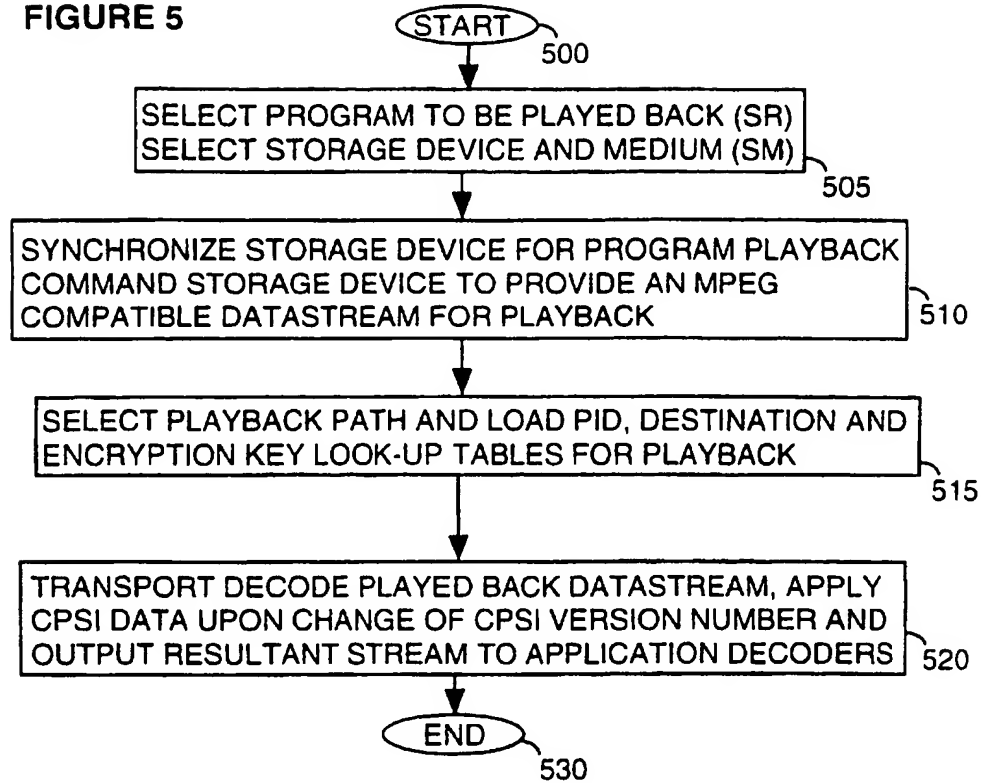 FIGURE 5
START
500
SELECT PROGRAM TO BE PLAYED BACK (SR)
SELECT STORAGE DEVICE AND MEDIUM (SM)
505
SYNCHRONIZE STORAGE DEVICE FOR PROGRAM PLAYBACK
COMMAND STORAGE DEVICE TO PROVIDE AN MPEG
COMPATIBLE DATASTREAM FOR PLAYBACK
510
SELECT PLAYBACK PATH AND LOAD PID, DESTINATION AND
ENCRYPTION KEY LOOK-UP TABLES FOR PLAYBACK
515
TRANSPORT DECODE PLAYED BACK DATASTREAM, APPLY
CPSI DATA UPON CHANGE OF CPSI VERSION NUMBER AND
OUTPUT RESULTANT STREAM TO APPLICATION DECODERS
520
END
530